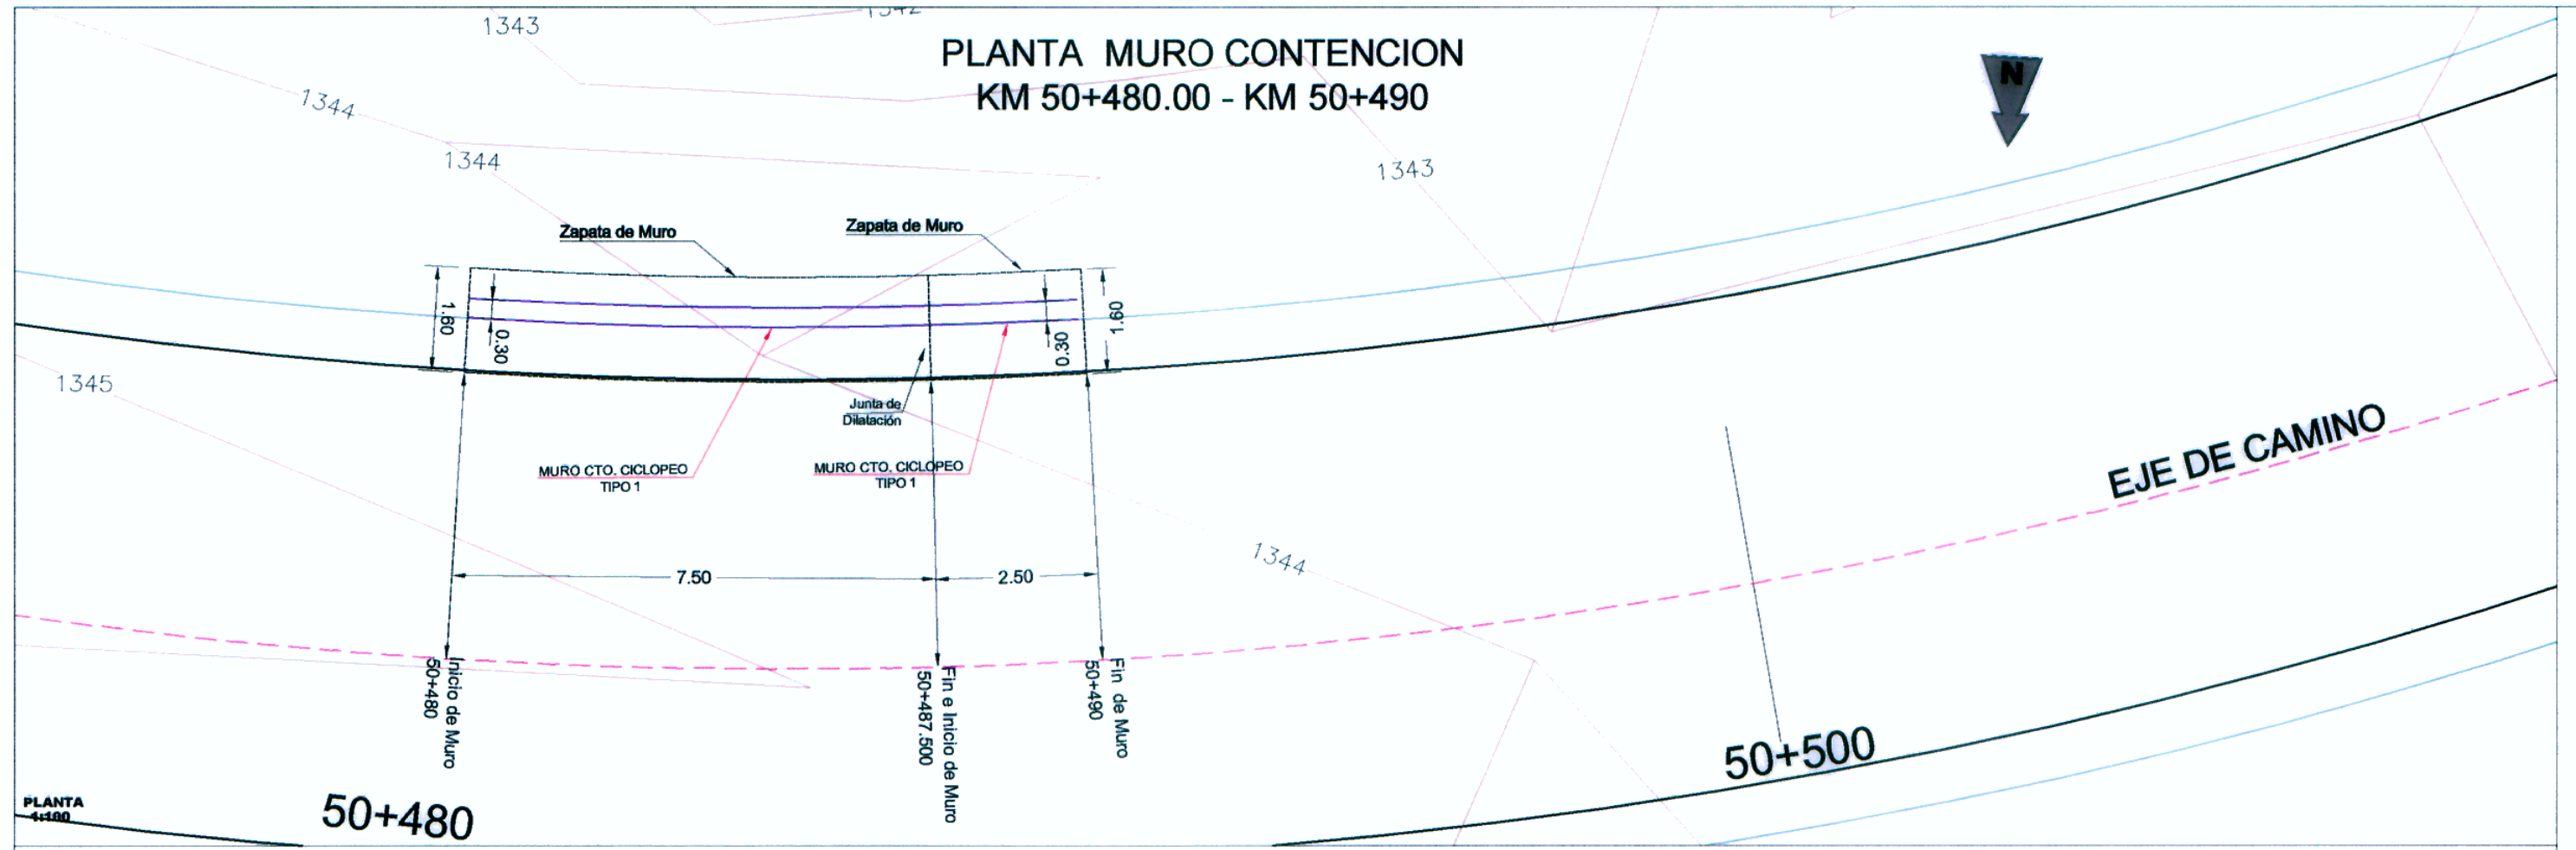 1343
1342
PLANTA MURO CONTENCION
KM 50+480.00 - KM 50+490
N
1344
1344
1343
Zapata de Muro
Zapata de Muro
1.60
0.30
0.30
1.60
1345
Junta de
Dilatación
MURO CTO. CICLOPEO
TIPO 1
MURO CTO. CICLOPEO
TIPO 1
EJE DE CAMINO
1344
7.50
2.50
Inicio de Muro
50+480
Fin e Inicio de Muro
50+487.500
Fin de Muro
50+490
50+500
PLANTA
1:100
50+480